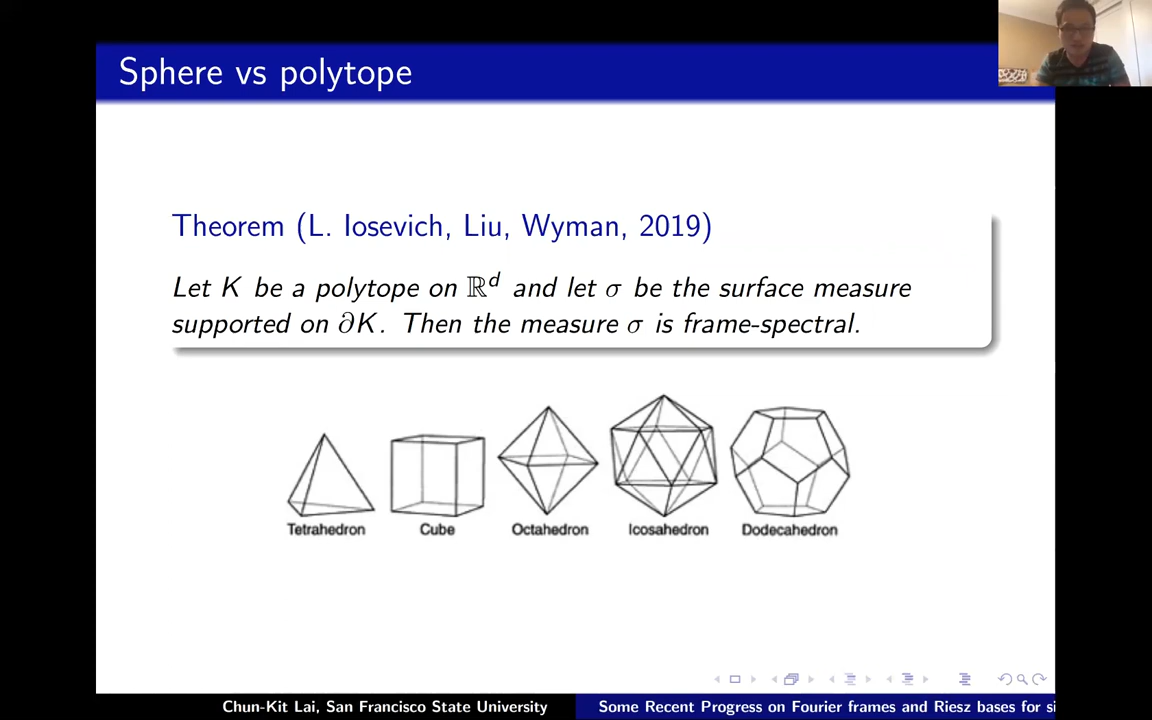 Sphere vs polytope
Theorem (L. Iosevich, Liu, Wyman, 2019)
Let K be a polytope on ℝᵈ and let σ be the surface measure
supported on ∂K. Then the measure σ is frame-spectral.
Tetrahedron Cube Octahedron Icosahedron Dodecahedron
Chun-Kit Lai, San Francisco State University Some Recent Progress on Fourier frames and Riesz bases for si